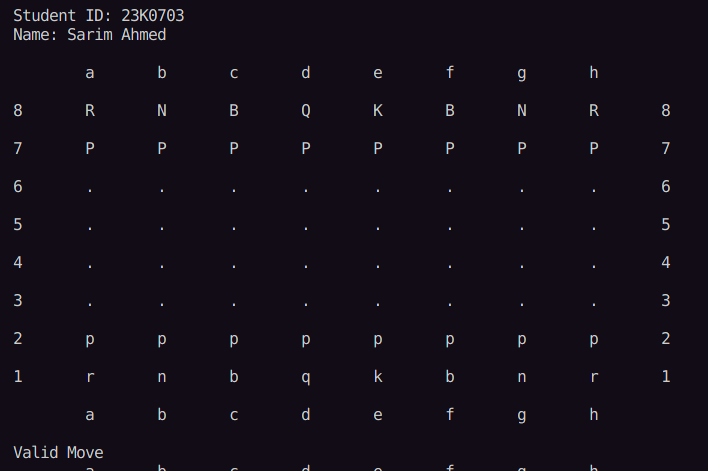 Student ID: 23K0703
Name: Sarim Ahmed
a b c d e f g h
8 R N B Q K B N R 8
7 P P P P P P P P 7
6 . . . . . . . . 6
5 . . . . . . . . 5
4 . . . . . . . . 4
3 . . . . . . . . 3
2 p p p p p p p p 2
1 r n b q k b n r 1
a b c d e f g h
Valid Move